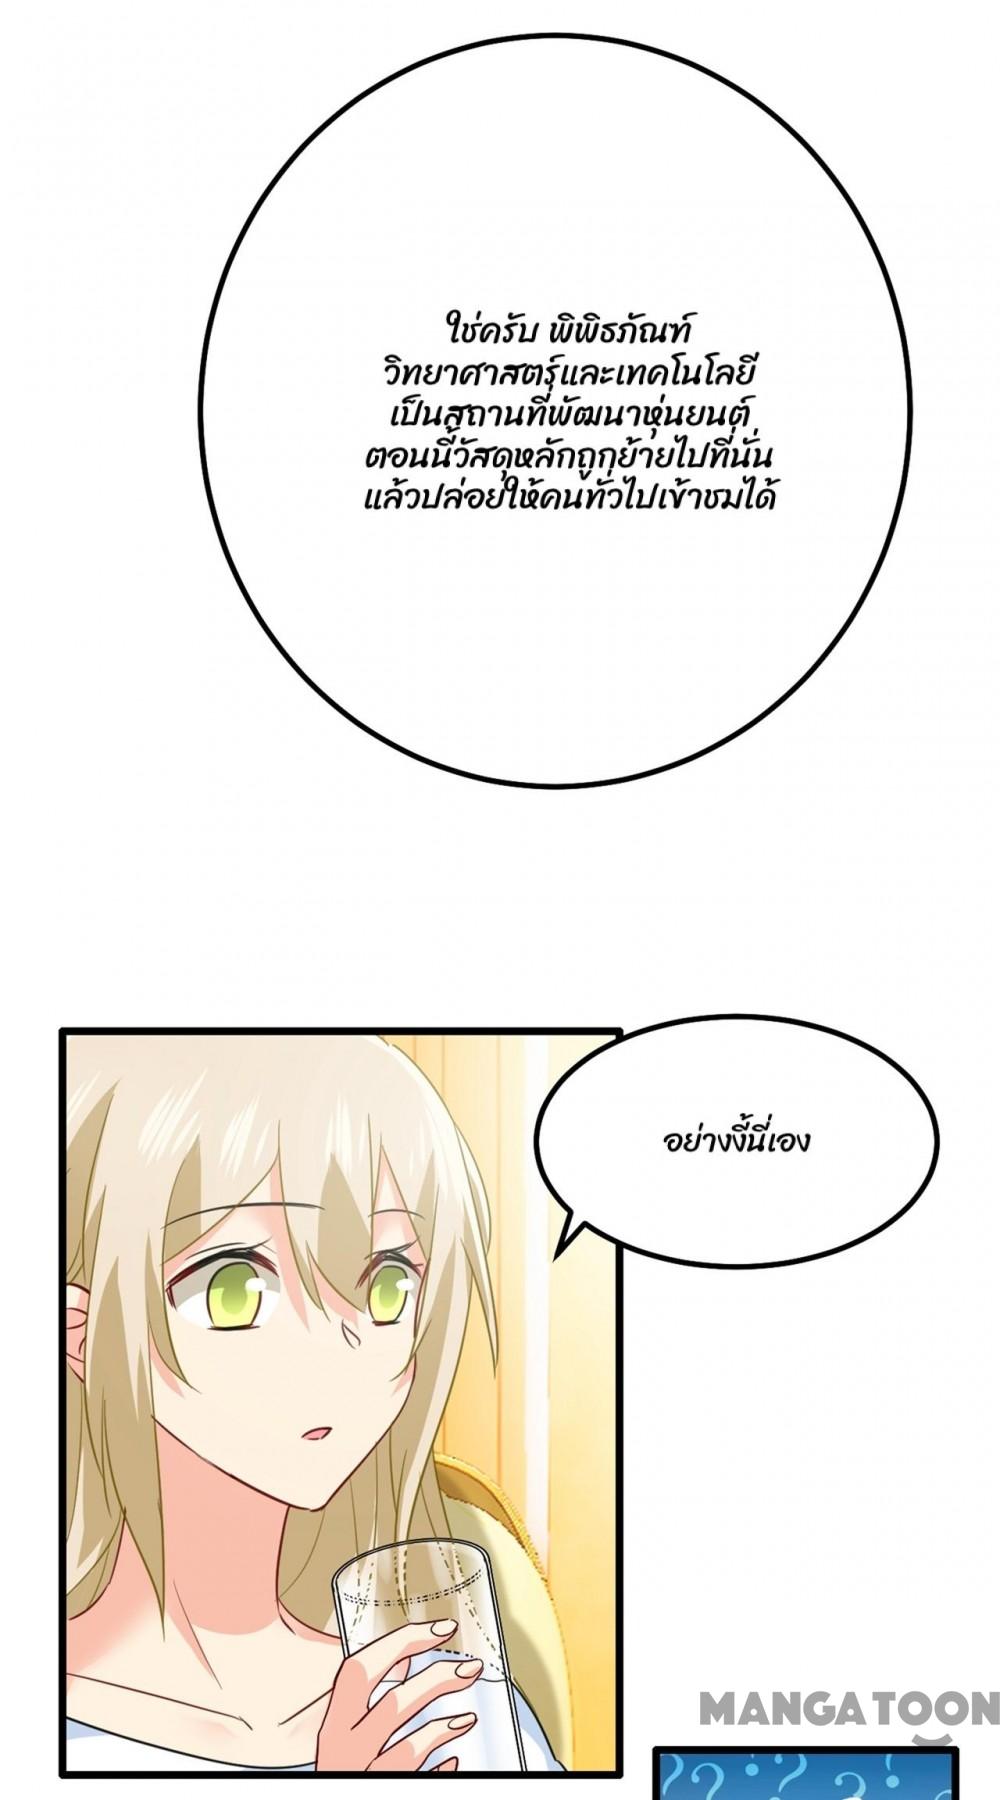 ใช่ครับ พิพิธภัณฑ์
วิทยาศาสตร์และเทคโนโลยี
เป็นสถานที่พัฒนาหุ่นยนต์
ตอนนี้วัสดุหลักถูกย้ายไปที่นั่น
แล้วปล่อยให้คนทั่วไปเข้าชมได้
อย่างงี้นี่เอง
MANGATOON
? ? ? ? ?